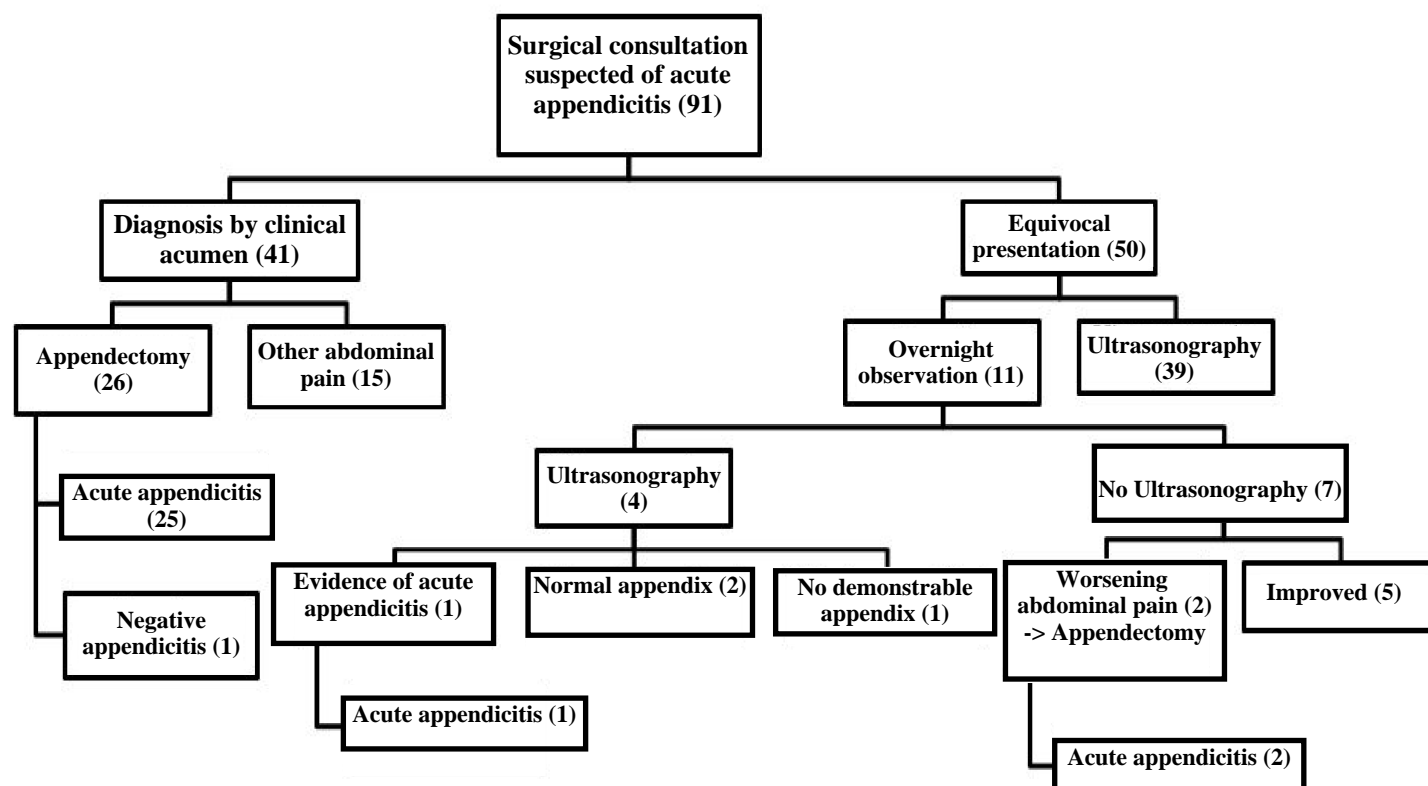 Surgical consultation
suspected of acute
appendicitis (91)
Diagnosis by clinical
acumen (41)
Equivocal
presentation (50)
Appendectomy
(26)
Other abdominal
pain (15)
Overnight
observation (11)
Ultrasonography
(39)
Acute appendicitis
(25)
Negative
appendicitis (1)
Ultrasonography
(4)
No Ultrasonography (7)
Evidence of acute
appendicitis (1)
Normal appendix (2)
No demonstrable
appendix (1)
Worsening
abdominal pain (2)
-> Appendectomy
Improved (5)
Acute appendicitis (1)
Acute appendicitis (2)